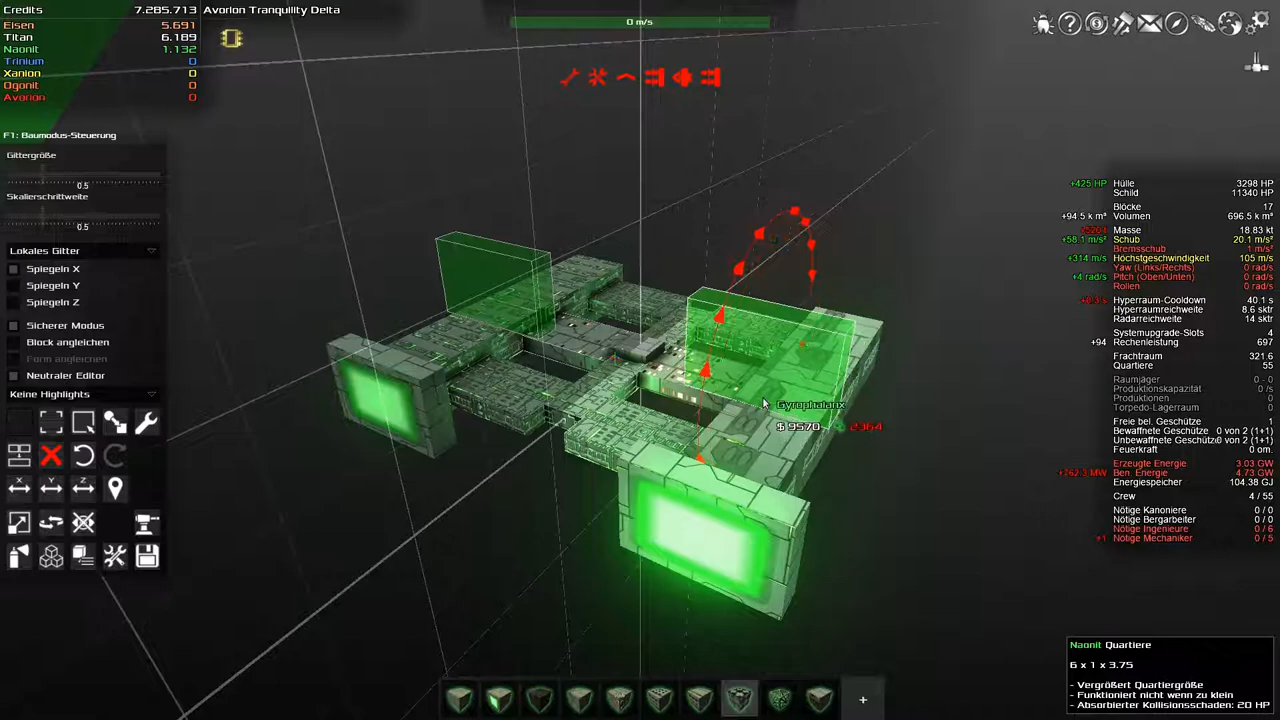 Credits 7.285.713
Avorion Tranquility Delta
Eisen 5.691
Titan 6.189
Naonit 1.132
Trinium 0
Xanion 0
Ogonit 0
Avorion 0
0 m/s
F1: Baumodus-Steuerung
Gittergröße
0.5
Skalierschrittweite
0.5
Lokales Gitter
Spiegeln X
Spiegeln Y
Spiegeln Z
Sicherer Modus
Block angleichen
Form angleichen
Neutraler Editor
Keine Highlights
X
Y
Z
Gyrophalanx
$ 9570
2364
+425 HP Hülle 3298 HP
Schild 11340 HP
Blöcke 17
+94.5 k m³ Volumen 696.5 k m³
Masse 18.83 kt
+58.1 m/s² Schub 20.1 m/s²
Bremsschub 1 m/s²
+314 m/s Höchstgeschwindigkeit 105 m/s
Yaw (Links/Rechts) 0 rad/s
+4 rad/s Pitch (Oben/Unten) 0 rad/s
Rollen 0 rad/s
+0.3 s Hyperraum-Cooldown 40.1 s
Hyperraumreichweite 8.6 sktr
Radarreichweite 14 sktr
Systemupgrade-Slots 4
+94 Rechenleistung 697
Frachtraum 321.6
Quartiere 55
Raumjäger 0 - 0
Produktionskapazität 0 /s
Produktionen 0
Torpedo-Lagerraum 0
Freie bel. Geschütze 1
Bewaffnete Geschütze 0 von 2 (1+1)
Unbewaffnete Geschütze 0 von 2 (1+1)
Feuerkraft 0 om.
Erzeugte Energie 3.03 GW
+762.3 MW Ben. Energie 4.73 GW
Energiespeicher 104.38 GJ
Crew 4 / 55
Nötige Kanoniere 0 / 0
Nötige Bergarbeiter 0 / 0
Nötige Ingenieure 0 / 6
+1 Nötige Mechaniker 0 / 5
Naonit Quartiere
6 x 1 x 3.75
- Vergrößert Quartiergröße
- Funktioniert nicht wenn zu klein
- Absorbierter Kollisionsschaden: 20 HP
+